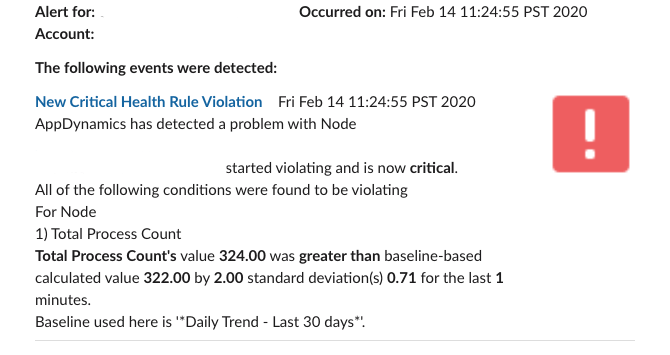 Alert for: Occurred on: Fri Feb 14 11:24:55 PST 2020
Account:
The following events were detected:
New Critical Health Rule Violation Fri Feb 14 11:24:55 PST 2020
AppDynamics has detected a problem with Node
started violating and is now critical.
All of the following conditions were found to be violating
For Node
1) Total Process Count
Total Process Count's value 324.00 was greater than baseline-based
calculated value 322.00 by 2.00 standard deviation(s) 0.71 for the last 1
minutes.
Baseline used here is '*Daily Trend - Last 30 days*'.